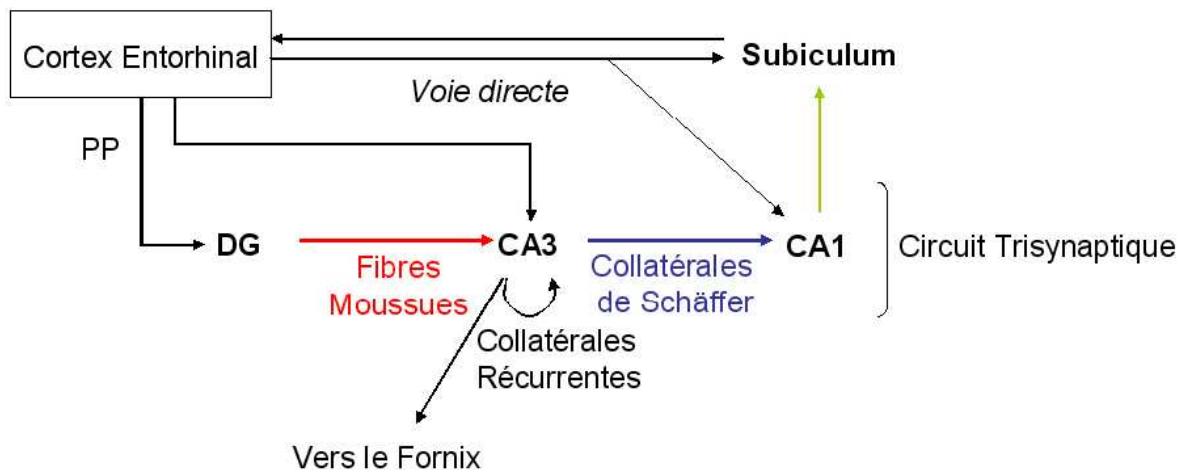 Cortex Entorhinal
Subiculum
Voie directe
PP
DG
CA3
CA1
Circuit Trisynaptique
Fibres
Moussues
Collatérales
de Schäffer
Collatérales
Récurrentes
Vers le Fornix